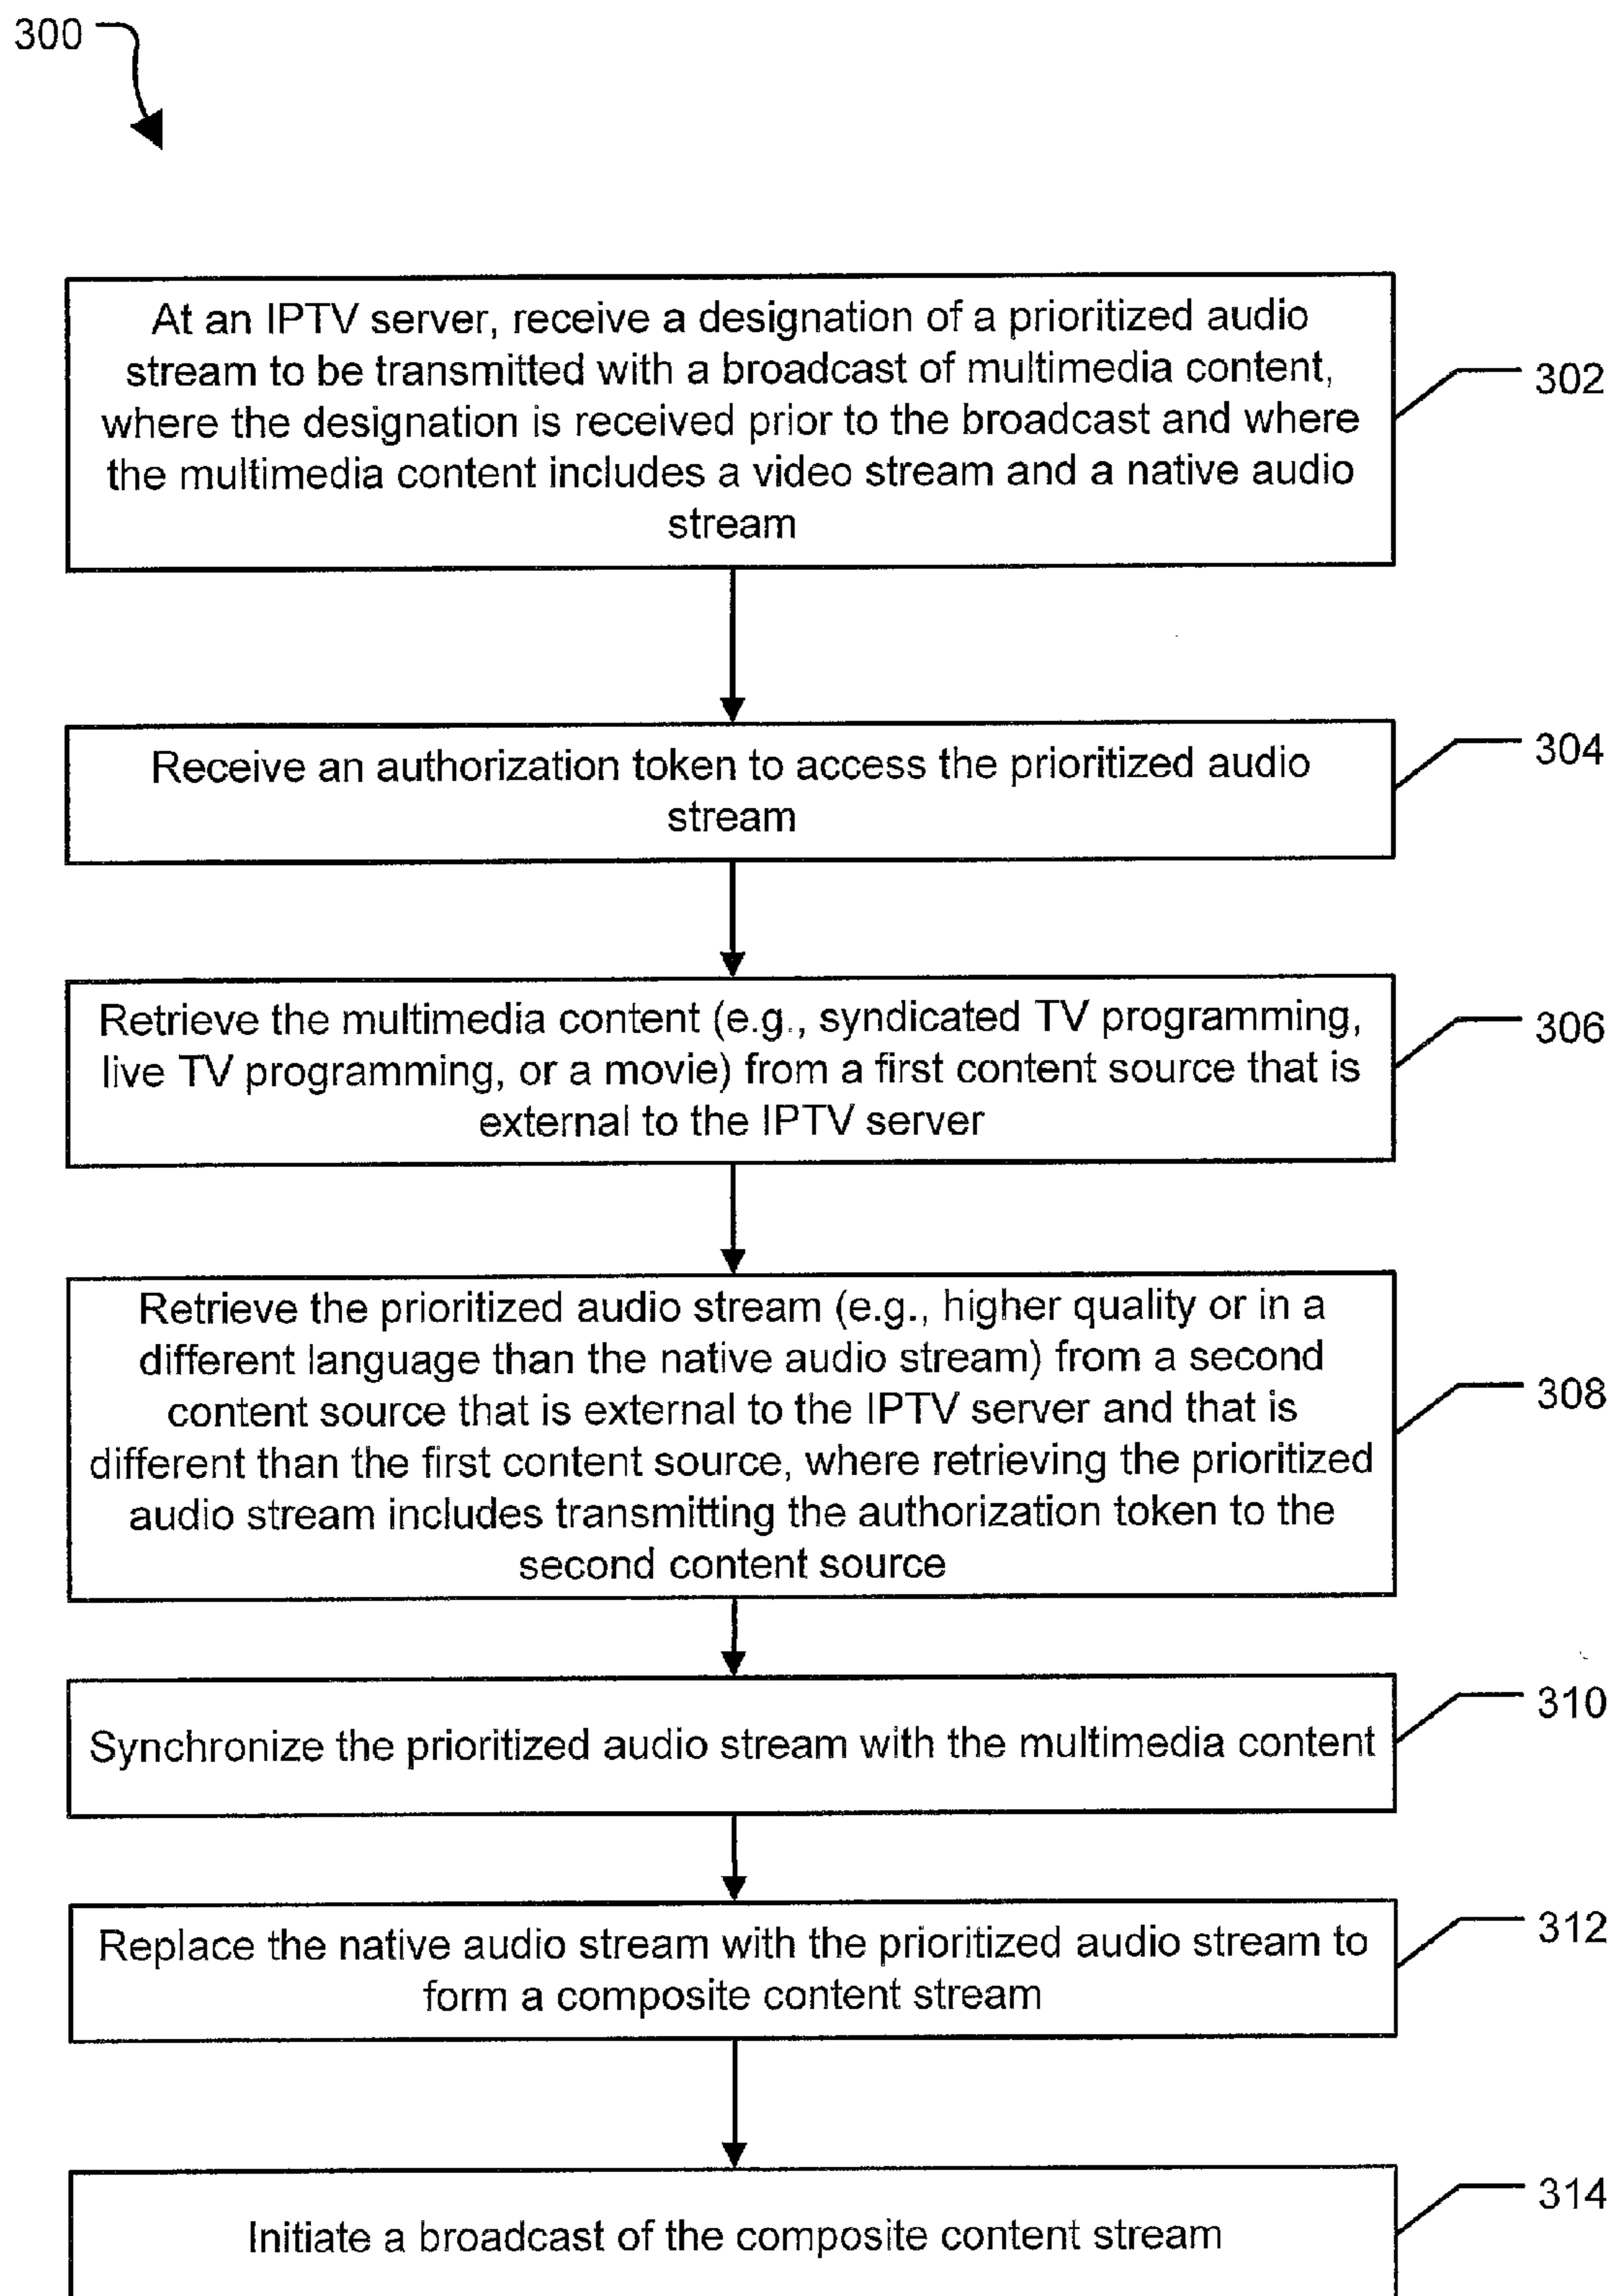 300
At an IPTV server, receive a designation of a prioritized audio
stream to be transmitted with a broadcast of multimedia content,
where the designation is received prior to the broadcast and where
the multimedia content includes a video stream and a native audio
stream
302
Receive an authorization token to access the prioritized audio
stream
304
Retrieve the multimedia content (e.g., syndicated TV programming,
live TV programming, or a movie) from a first content source that is
external to the IPTV server
306
Retrieve the prioritized audio stream (e.g., higher quality or in a
different language than the native audio stream) from a second
content source that is external to the IPTV server and that is
different than the first content source, where retrieving the prioritized
audio stream includes transmitting the authorization token to the
second content source
308
Synchronize the prioritized audio stream with the multimedia content
310
Replace the native audio stream with the prioritized audio stream to
form a composite content stream
312
Initiate a broadcast of the composite content stream
314